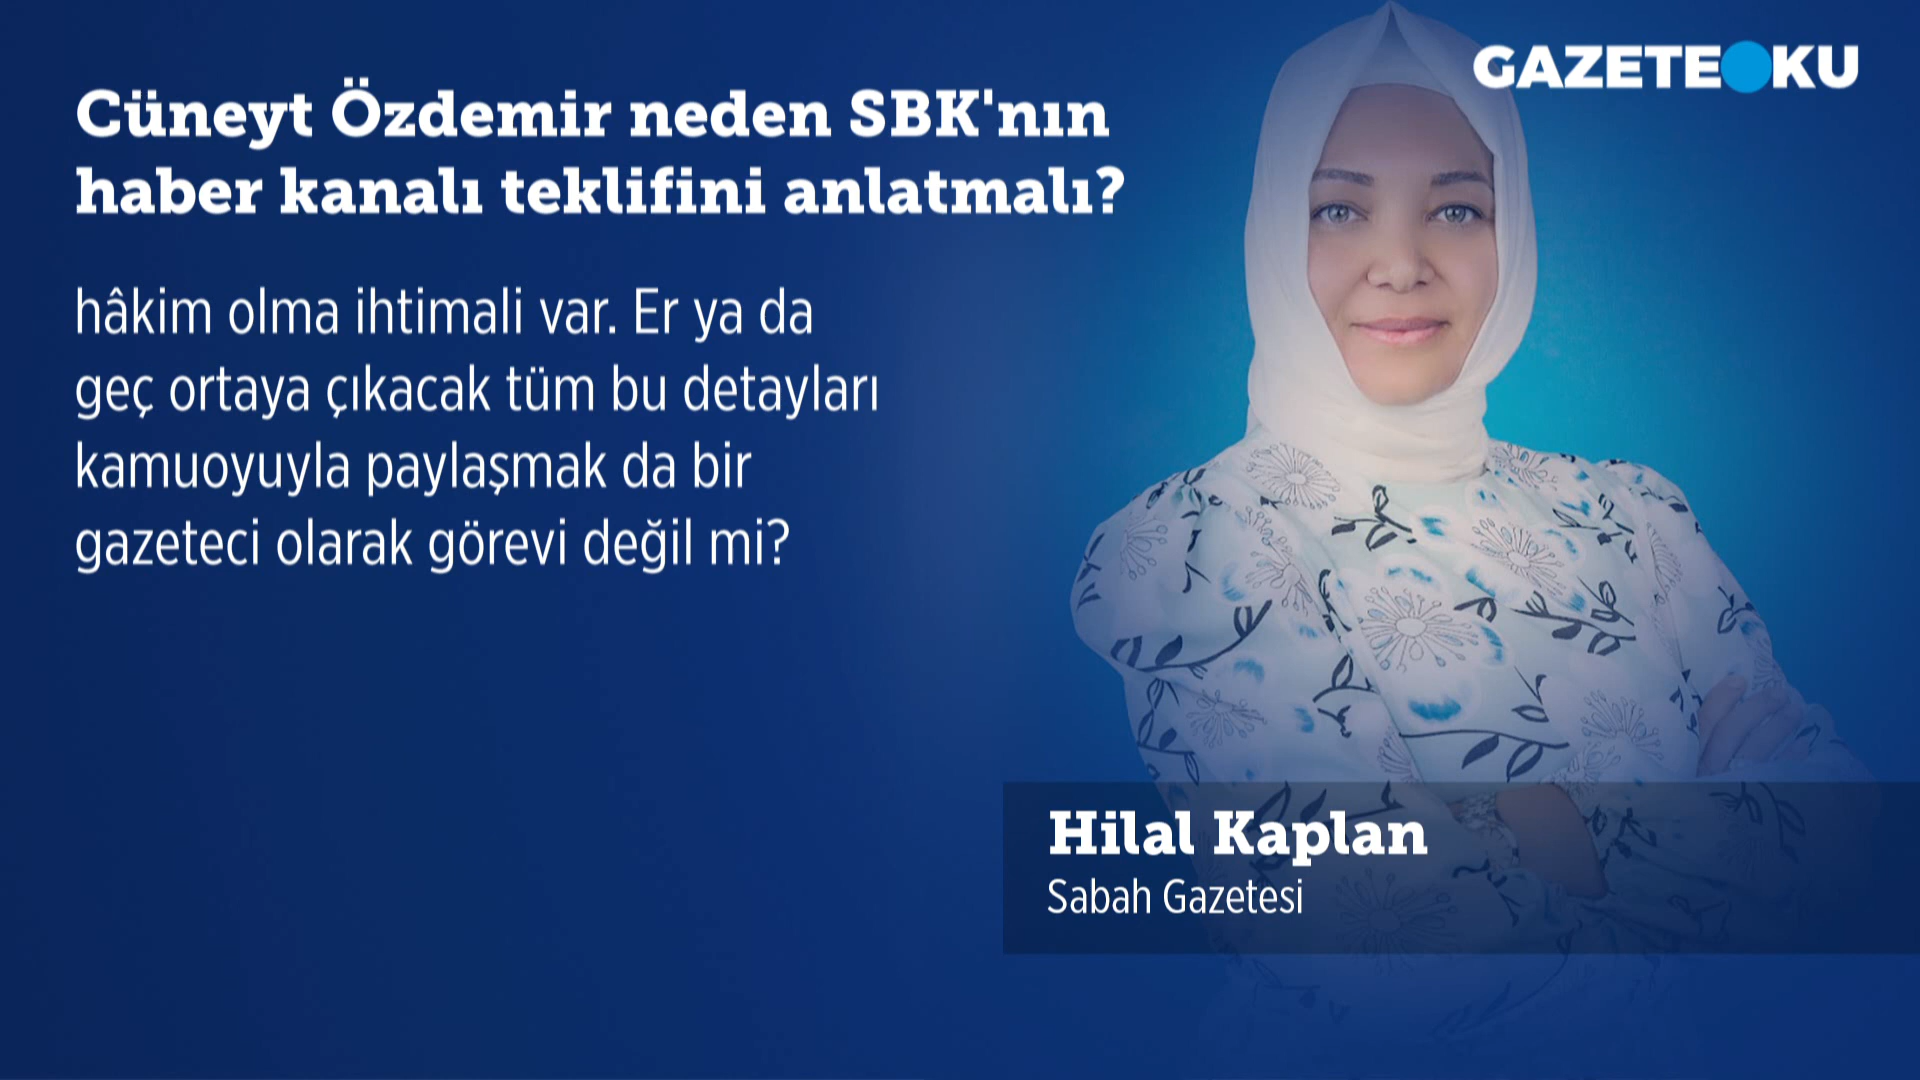 GAZETEOKU
Cüneyt Özdemir neden SBK'nın
haber kanalı teklifini anlatmalı?
hâkim olma ihtimali var. Er ya da
geç ortaya çıkacak tüm bu detayları
kamuoyuyla paylaşmak da bir
gazeteci olarak görevi değil mi?
Hilal Kaplan
Sabah Gazetesi